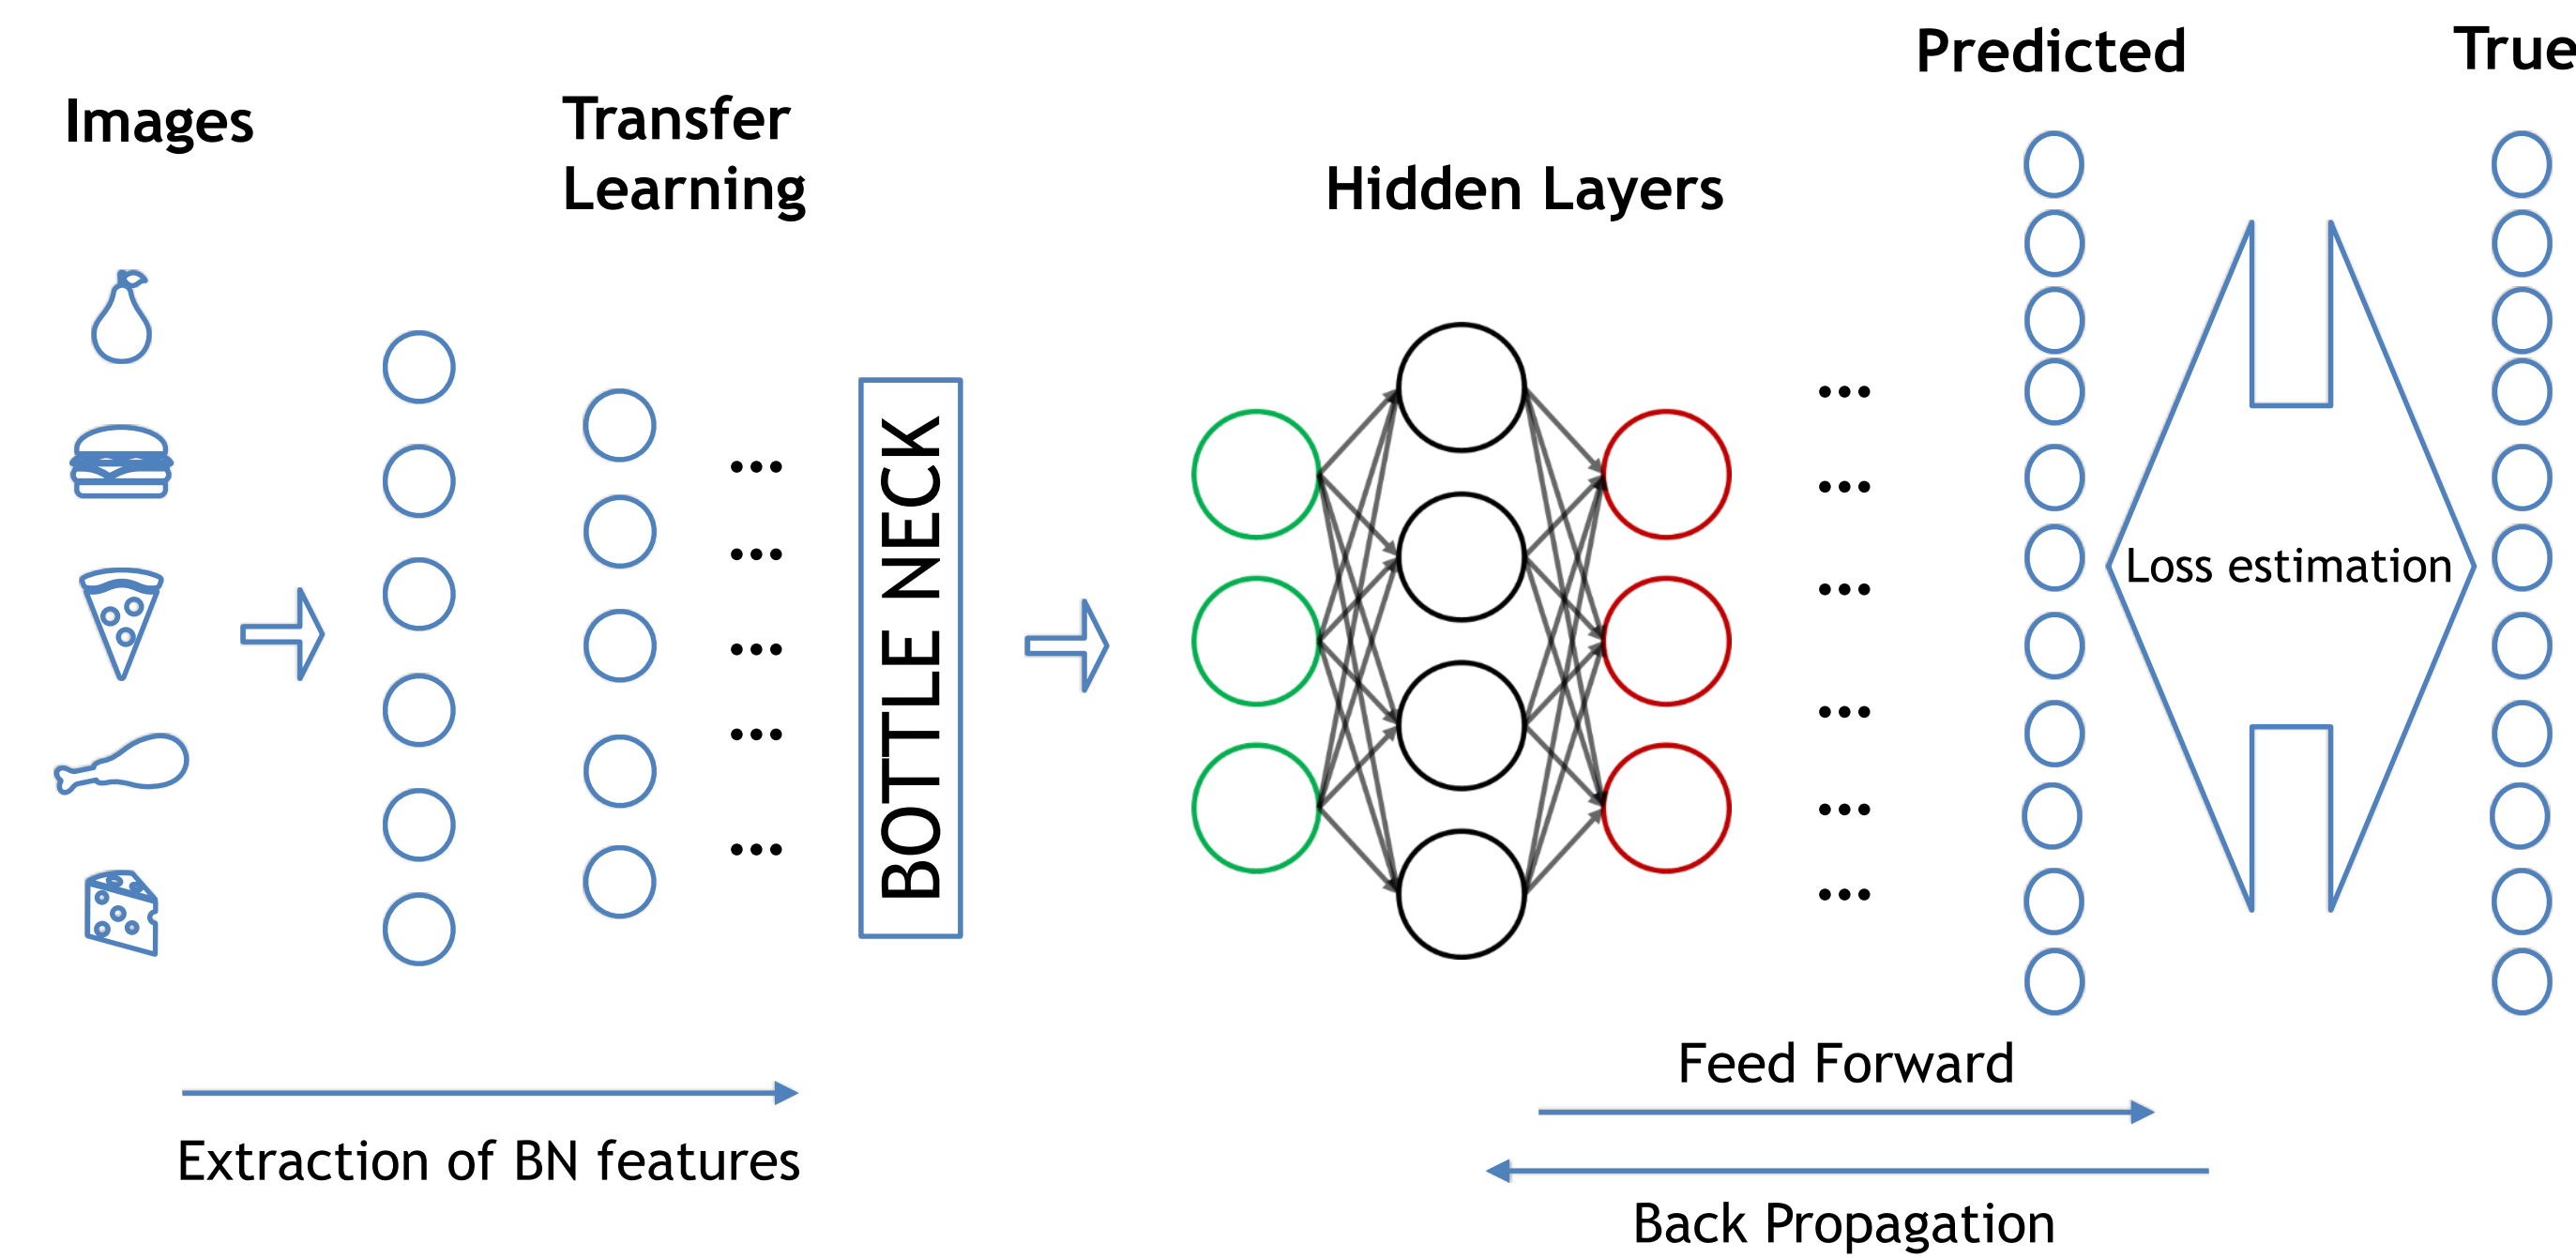 Images
Transfer
Learning
Hidden Layers
Predicted
True
BOTTLE NECK
...
...
...
...
...
...
...
...
...
...
...
Loss estimation
Extraction of BN features
Feed Forward
Back Propagation